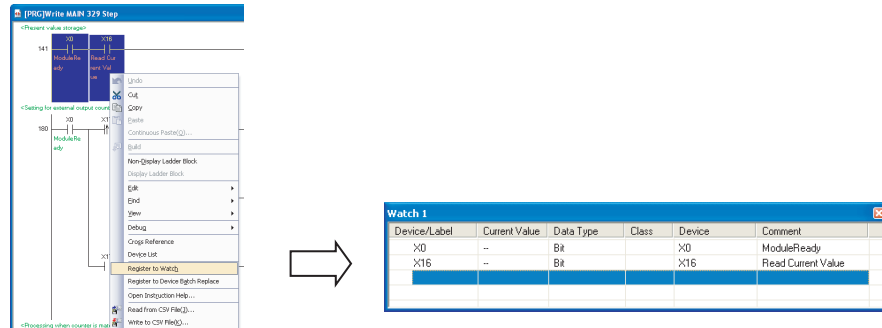 [PRG]Write MAIN 329 Step
<Present value storage>
X0 X16
141
ModuleRe Read Cur
ady rent Val
ue
Undo
Cut
Copy
Paste
Continuous Paste(O)...
Build
Non-Display Ladder Block
Display Ladder Block
Edit
Find
View
Debug
Cross Reference
Device List
Register to Watch
Register to Device Batch Replace
Open Instruction Help...
Read from CSV File(J)...
Write to CSV File(K)...
<Setting for external output count
X0 X1
180
ModuleRe
ady
X1
<Processing when counter is mat
Watch 1
Device/Label Current Value Data Type Class Device Comment
X0 -- Bit X0 ModuleReady
X16 -- Bit X16 Read Current Value